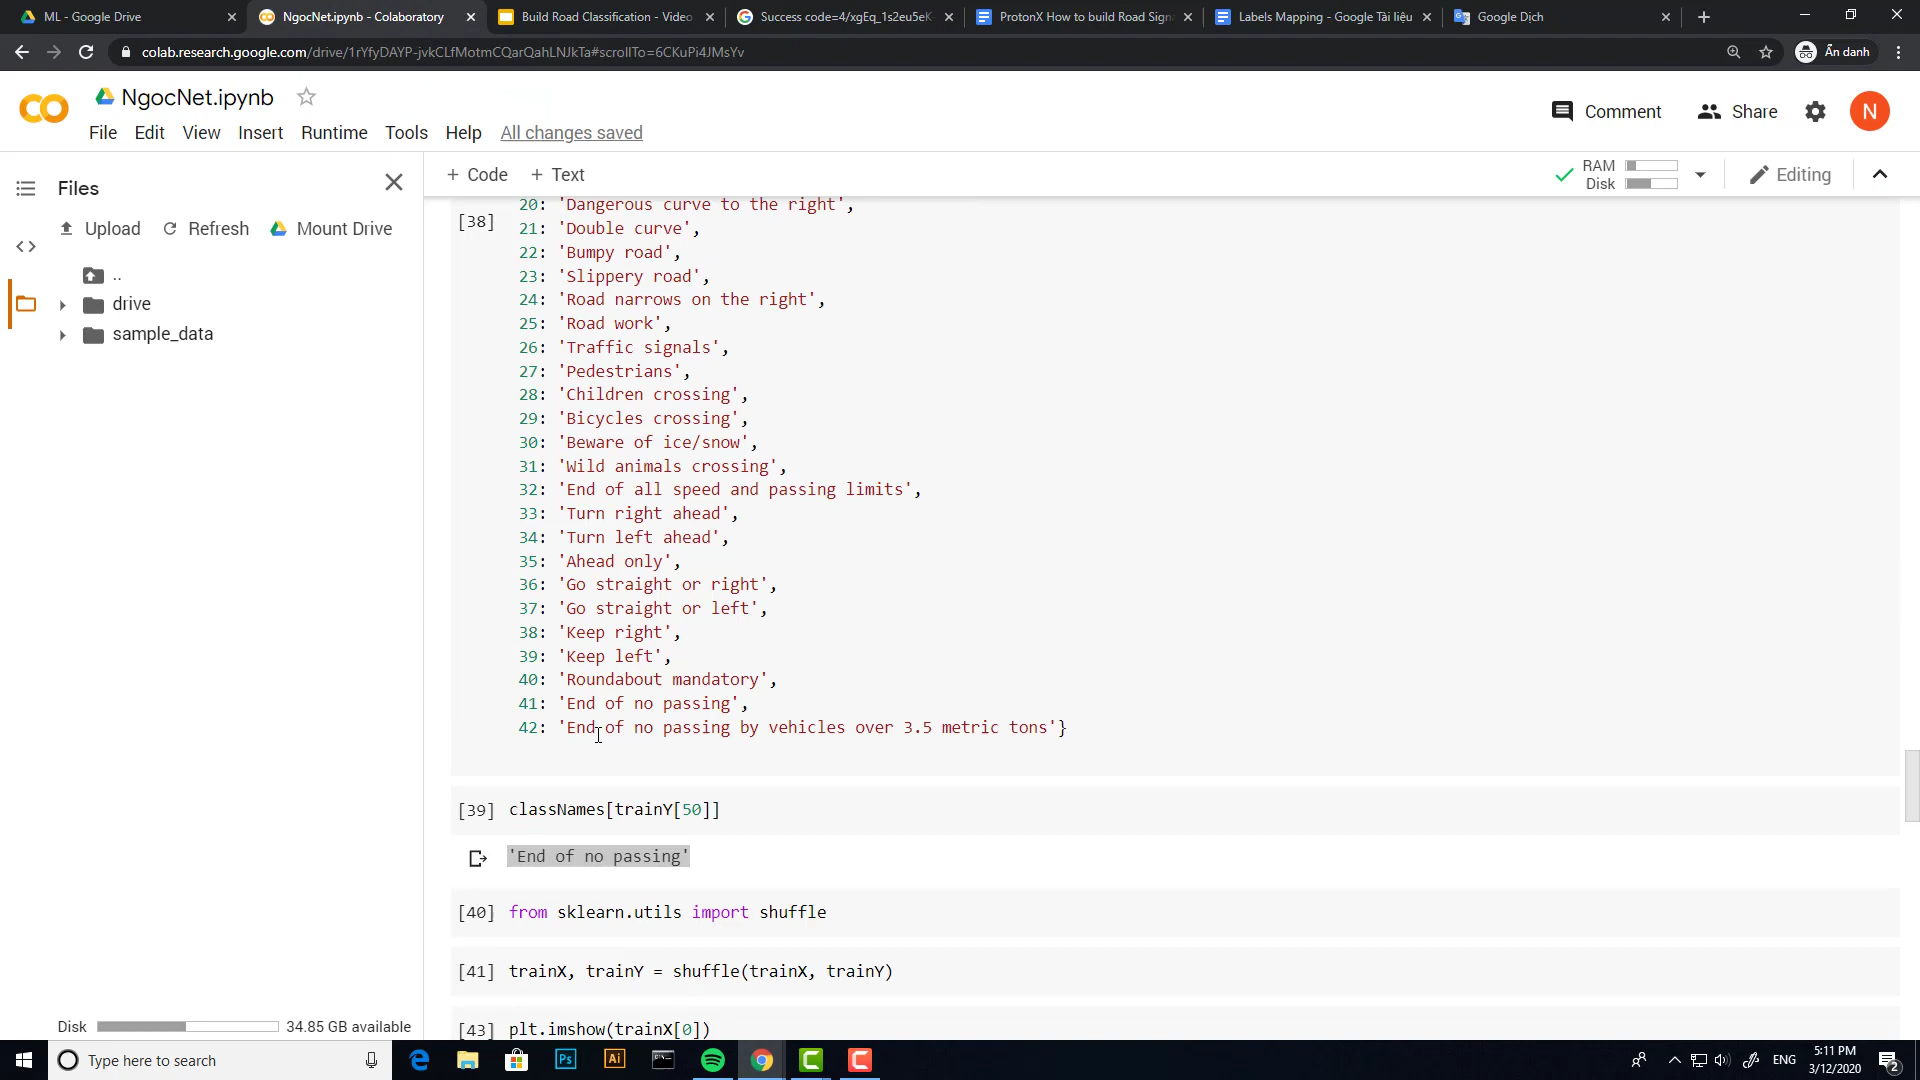 ML - Google Drive
NgocNet.ipynb - Colaboratory
Build Road Classification - Video
Success code=4/xgEq_1s2eu5eK
ProtonX How to build Road Sign
Labels Mapping - Google Tài liệu
Google Dịch
colab.research.google.com/drive/1rYfyDAYP-jvkCLfMotmCQarQahLNJkTa#scrollTo=6CKuPi4JMsYv
Ẩn danh
NgocNet.ipynb
Comment
Share
N
File Edit View Insert Runtime Tools Help All changes saved
Files
+ Code + Text
RAM
Disk
Editing
Upload Refresh Mount Drive
..
drive
sample_data
[38]
20: 'Dangerous curve to the right',
21: 'Double curve',
22: 'Bumpy road',
23: 'Slippery road',
24: 'Road narrows on the right',
25: 'Road work',
26: 'Traffic signals',
27: 'Pedestrians',
28: 'Children crossing',
29: 'Bicycles crossing',
30: 'Beware of ice/snow',
31: 'Wild animals crossing',
32: 'End of all speed and passing limits',
33: 'Turn right ahead',
34: 'Turn left ahead',
35: 'Ahead only',
36: 'Go straight or right',
37: 'Go straight or left',
38: 'Keep right',
39: 'Keep left',
40: 'Roundabout mandatory',
41: 'End of no passing',
42: 'End of no passing by vehicles over 3.5 metric tons'}
[39] classNames[trainY[50]]
'End of no passing'
[40] from sklearn.utils import shuffle
[41] trainX, trainY = shuffle(trainX, trainY)
[43] plt.imshow(trainX[0])
Disk 34.85 GB available
Type here to search
Ps
Ai
ENG
5:11 PM
3/12/2020
2